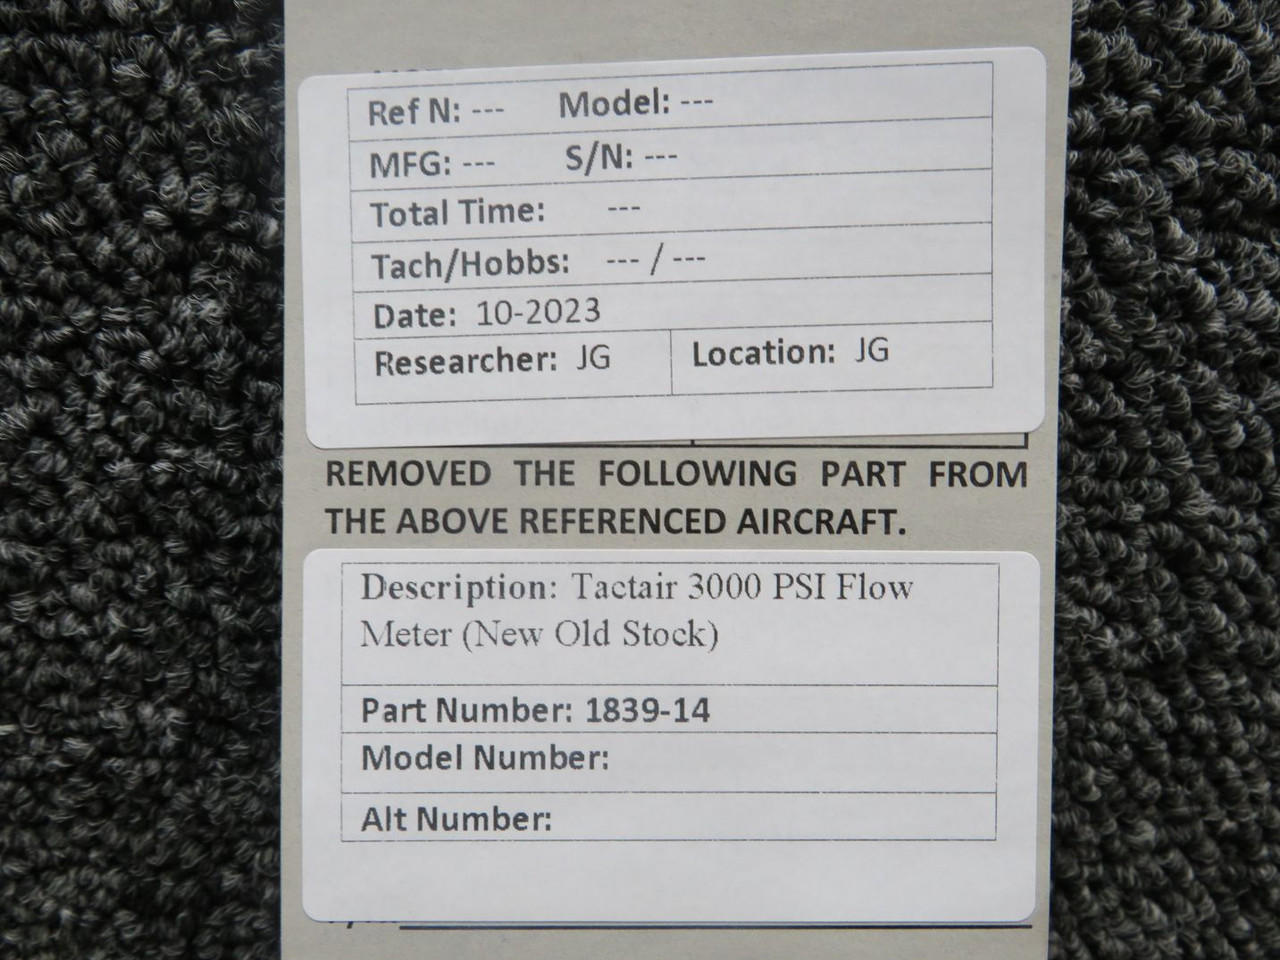 Ref N: --- Model: ---
MFG: --- S/N: ---
Total Time: ---
Tach/Hobbs: --- / ---
Date: 10-2023
Researcher: JG Location: JG
REMOVED THE FOLLOWING PART FROM
THE ABOVE REFERENCED AIRCRAFT.
Description: Tactair 3000 PSI Flow
Meter (New Old Stock)
Part Number: 1839-14
Model Number:
Alt Number: